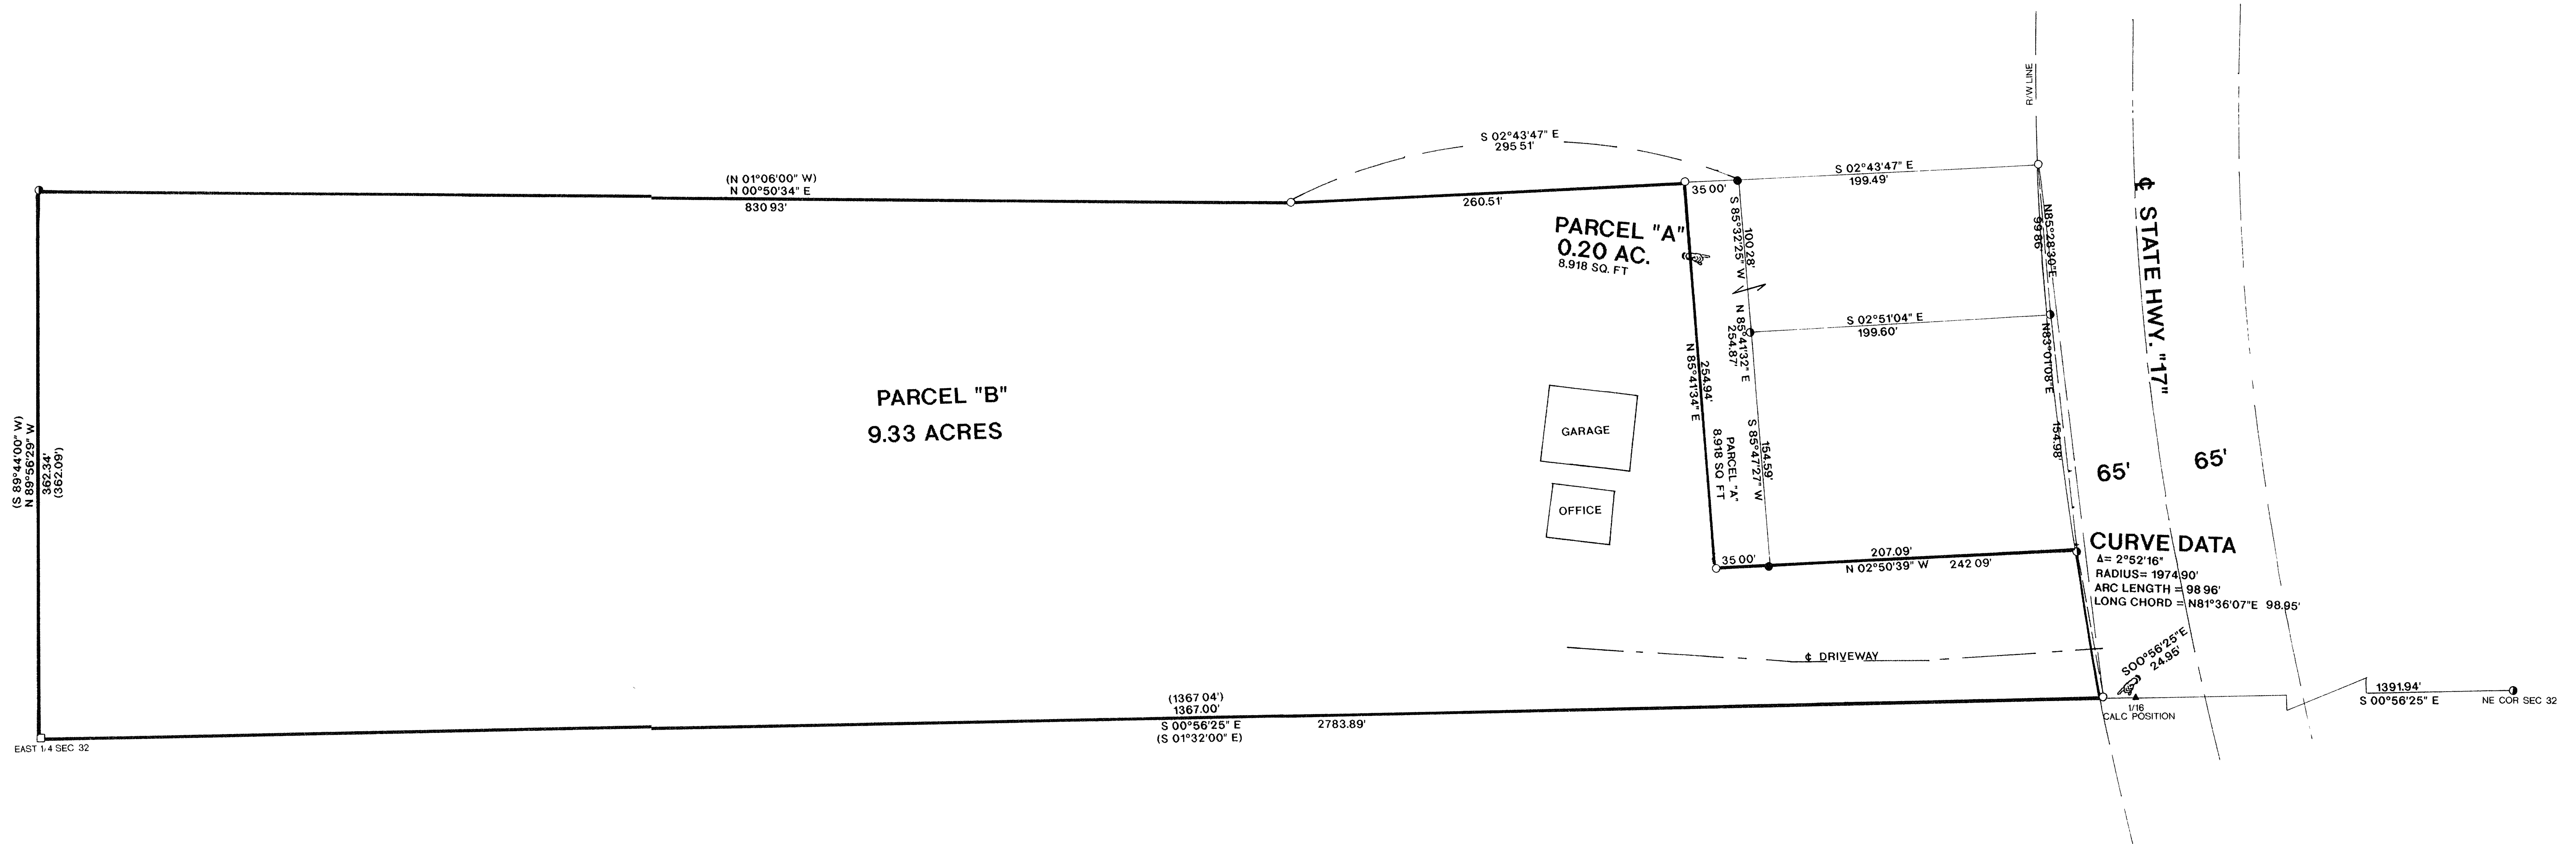 R/W LINE
S 02°43'47" E
295 51'
S 02°43'47" E
199.49'
(N 01°06'00" W)
N 00°50'34" E
830 93'
260.51'
35 00'
PARCEL "A"
0.20 AC.
8,918 SQ. FT
S 85°32'25" W
100 28'
N85°28'30"E
99.86'
₵ STATE HWY. "17"
S 02°51'04" E
199.60'
N 85°41'32" E
254.87'
N83°01'08"E
154.98'
254.94'
N 85°41'34" E
PARCEL "B"
9.33 ACRES
GARAGE
OFFICE
PARCEL "A"
8,918 SQ FT
154.59'
S 85°47'27" W
(S 89°44'00" W)
N 89°56'29" W
362.34'
(362.09')
65'
65'
35 00'
207.09'
N 02°50'39" W 242 09'
CURVE DATA
Δ= 2°52'16"
RADIUS= 1974.90'
ARC LENGTH = 98 96'
LONG CHORD = N81°36'07"E 98.95'
₵ DRIVEWAY
S00°56'25"E
24.95'
(1367 04')
1367.00'
S 00°56'25" E 2783.89'
(S 01°32'00" E)
1/16
CALC POSITION
1391.94'
S 00°56'25" E
NE COR SEC 32
EAST 1/4 SEC 32